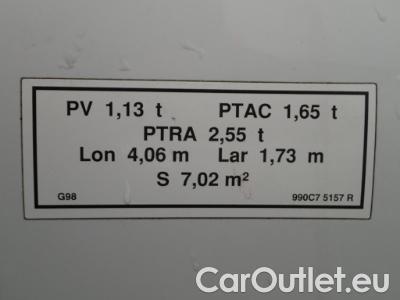 PV 1,13 t PTAC 1,65 t
PTRA 2,55 t
Lon 4,06 m Lar 1,73 m
S 7,02 m²
G98 990C7 5157 R
CarOutlet.eu